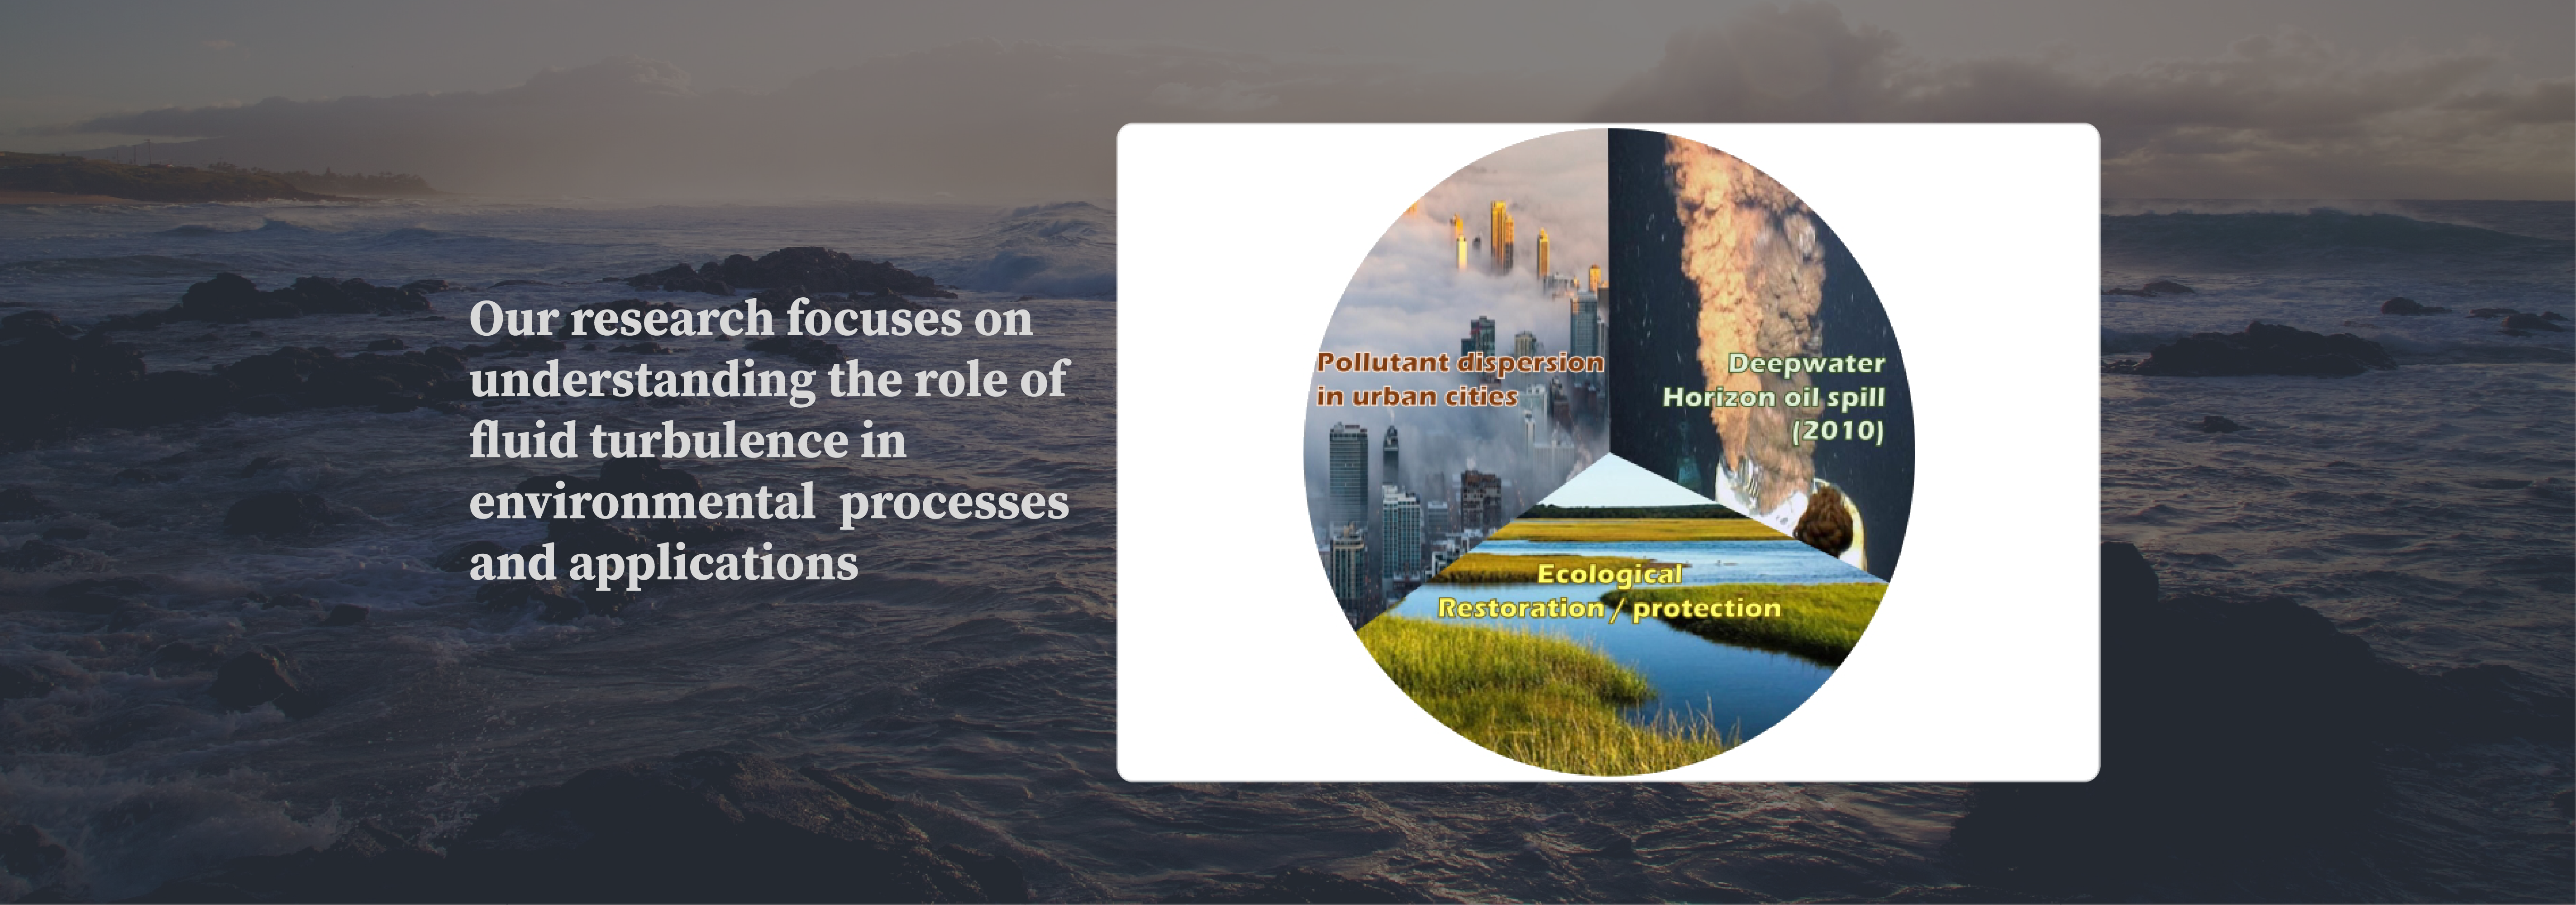 Our research focuses on
understanding the role of
fluid turbulence in
environmental  processes
and applications
Pollutant dispersion
in urban cities
Deepwater
Horizon oil spill
(2010)
Ecological
Restoration / protection